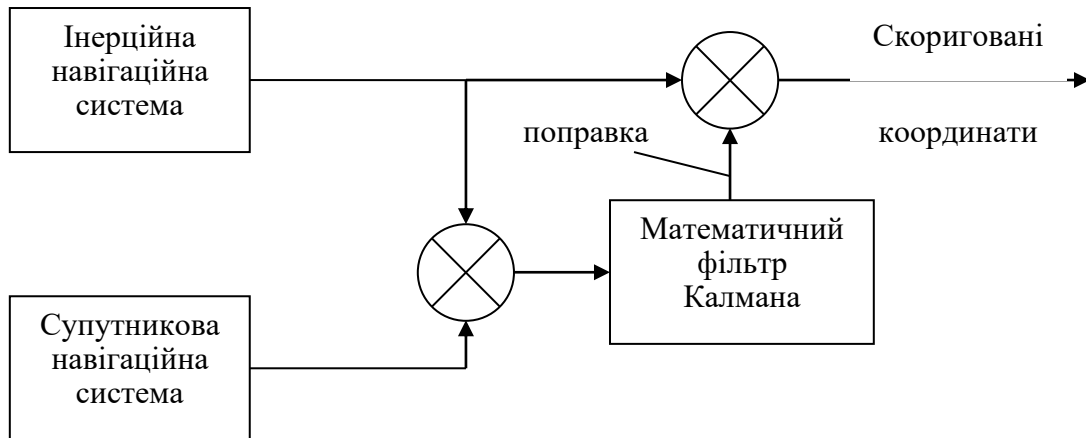 Інерційна
навігаційна
система
Скориговані
поправка
координати
Математичний
фільтр
Калмана
Супутникова
навігаційна
система